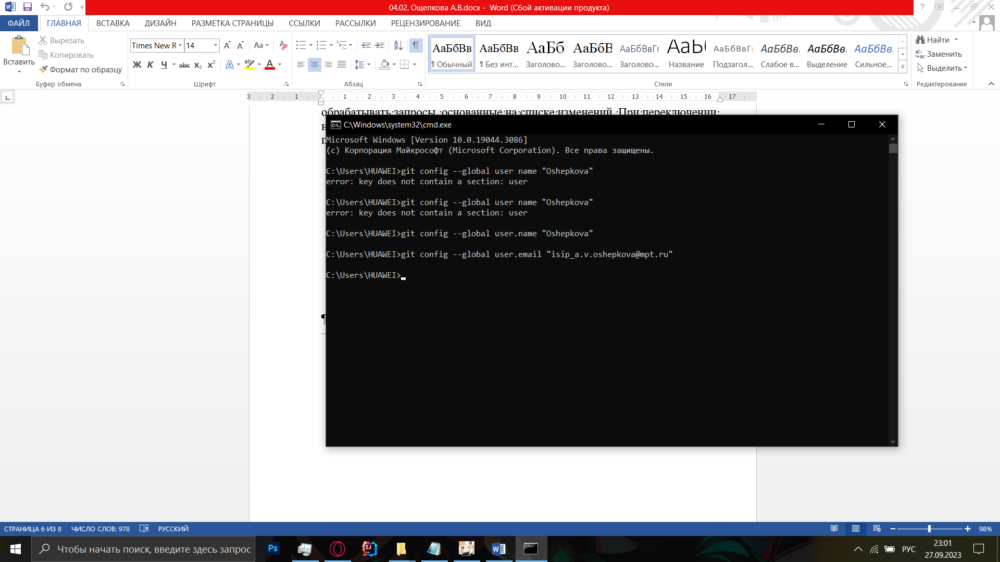 04.02. Ощепкова А.В.docx - Word (Сбой активации продукта)
ФАЙЛ ГЛАВНАЯ ВСТАВКА ДИЗАЙН РАЗМЕТКА СТРАНИЦЫ ССЫЛКИ РАССЫЛКИ РЕЦЕНЗИРОВАНИЕ ВИД
Вставить
Вырезать
Копировать
Формат по образцу
Буфер обмена
Times New R 14
Ж К Ч abc x₂ x²
Шрифт
Абзац
АаБбВв АаБбВв АаБб АаБбВ АаБбВвГг АаЬ АаБбВвГг АаБбВв АаБбВв АаБбВв
¶ Обычный ¶ Без инт... Заголово... Заголово... Заголово... Название Подзагол... Слабое в... Выделение Сильное...
Стили
Найти
Заменить
Выделить
Редактирование
3 2 1 1 2 3 4 5 6 7 8 9 10 11 12 13 14 15 16 17
обрабатывать запросы, основанные на списке изменений. При переключении
C:\Windows\system32\cmd.exe
Microsoft Windows [Version 10.0.19044.3086]
(c) Корпорация Майкрософт (Microsoft Corporation). Все права защищены.
C:\Users\HUAWEI>git config --global user name "Oshepkova"
error: key does not contain a section: user
C:\Users\HUAWEI>git config --global user name "Oshepkova"
error: key does not contain a section: user
C:\Users\HUAWEI>git config --global user.name "Oshepkova"
C:\Users\HUAWEI>git config --global user.email "isip_a.v.oshepkova@mpt.ru"
C:\Users\HUAWEI>
СТРАНИЦА 6 ИЗ 8 ЧИСЛО СЛОВ: 978 РУССКИЙ 98%
Чтобы начать поиск, введите здесь запрос
Ps
РУС
23:01
27.09.2023